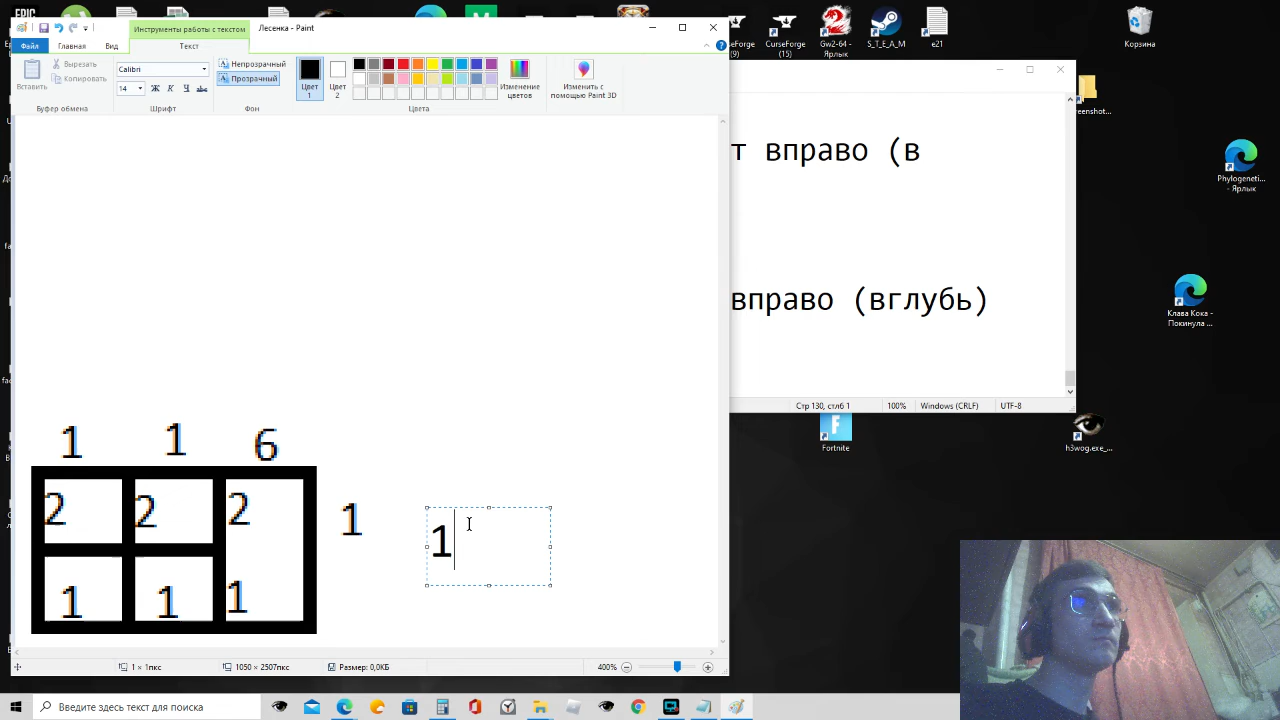 Инструменты работы с текстом
Лесенка - Paint
Файл
Главная
Вид
Текст
Вставить
Вырезать
Копировать
Буфер обмена
Calibri
14
Ж К Ч abc
Шрифт
Непрозрачный
Прозрачный
Фон
Цвет 1
Цвет 2
Изменение цветов
Цвета
Изменить с помощью Paint 3D
т вправо (в
вправо (вглубь)
Стр 130, стлб 1
100%
Windows (CRLF)
UTF-8
1 1 6
2 2 2 1
1 1 1
1
1 × 1пкс
1050 × 2507пкс
Размер: 0,0КБ
400%
CurseForge (15)
Gw2-64 - Ярлык
S_T_E_A_M
e21
Корзина
Phylogeneti... - Ярлык
Клава Кока - Покинула ...
Fortnite
h3wog.exe_...
Введите здесь текст для поиска